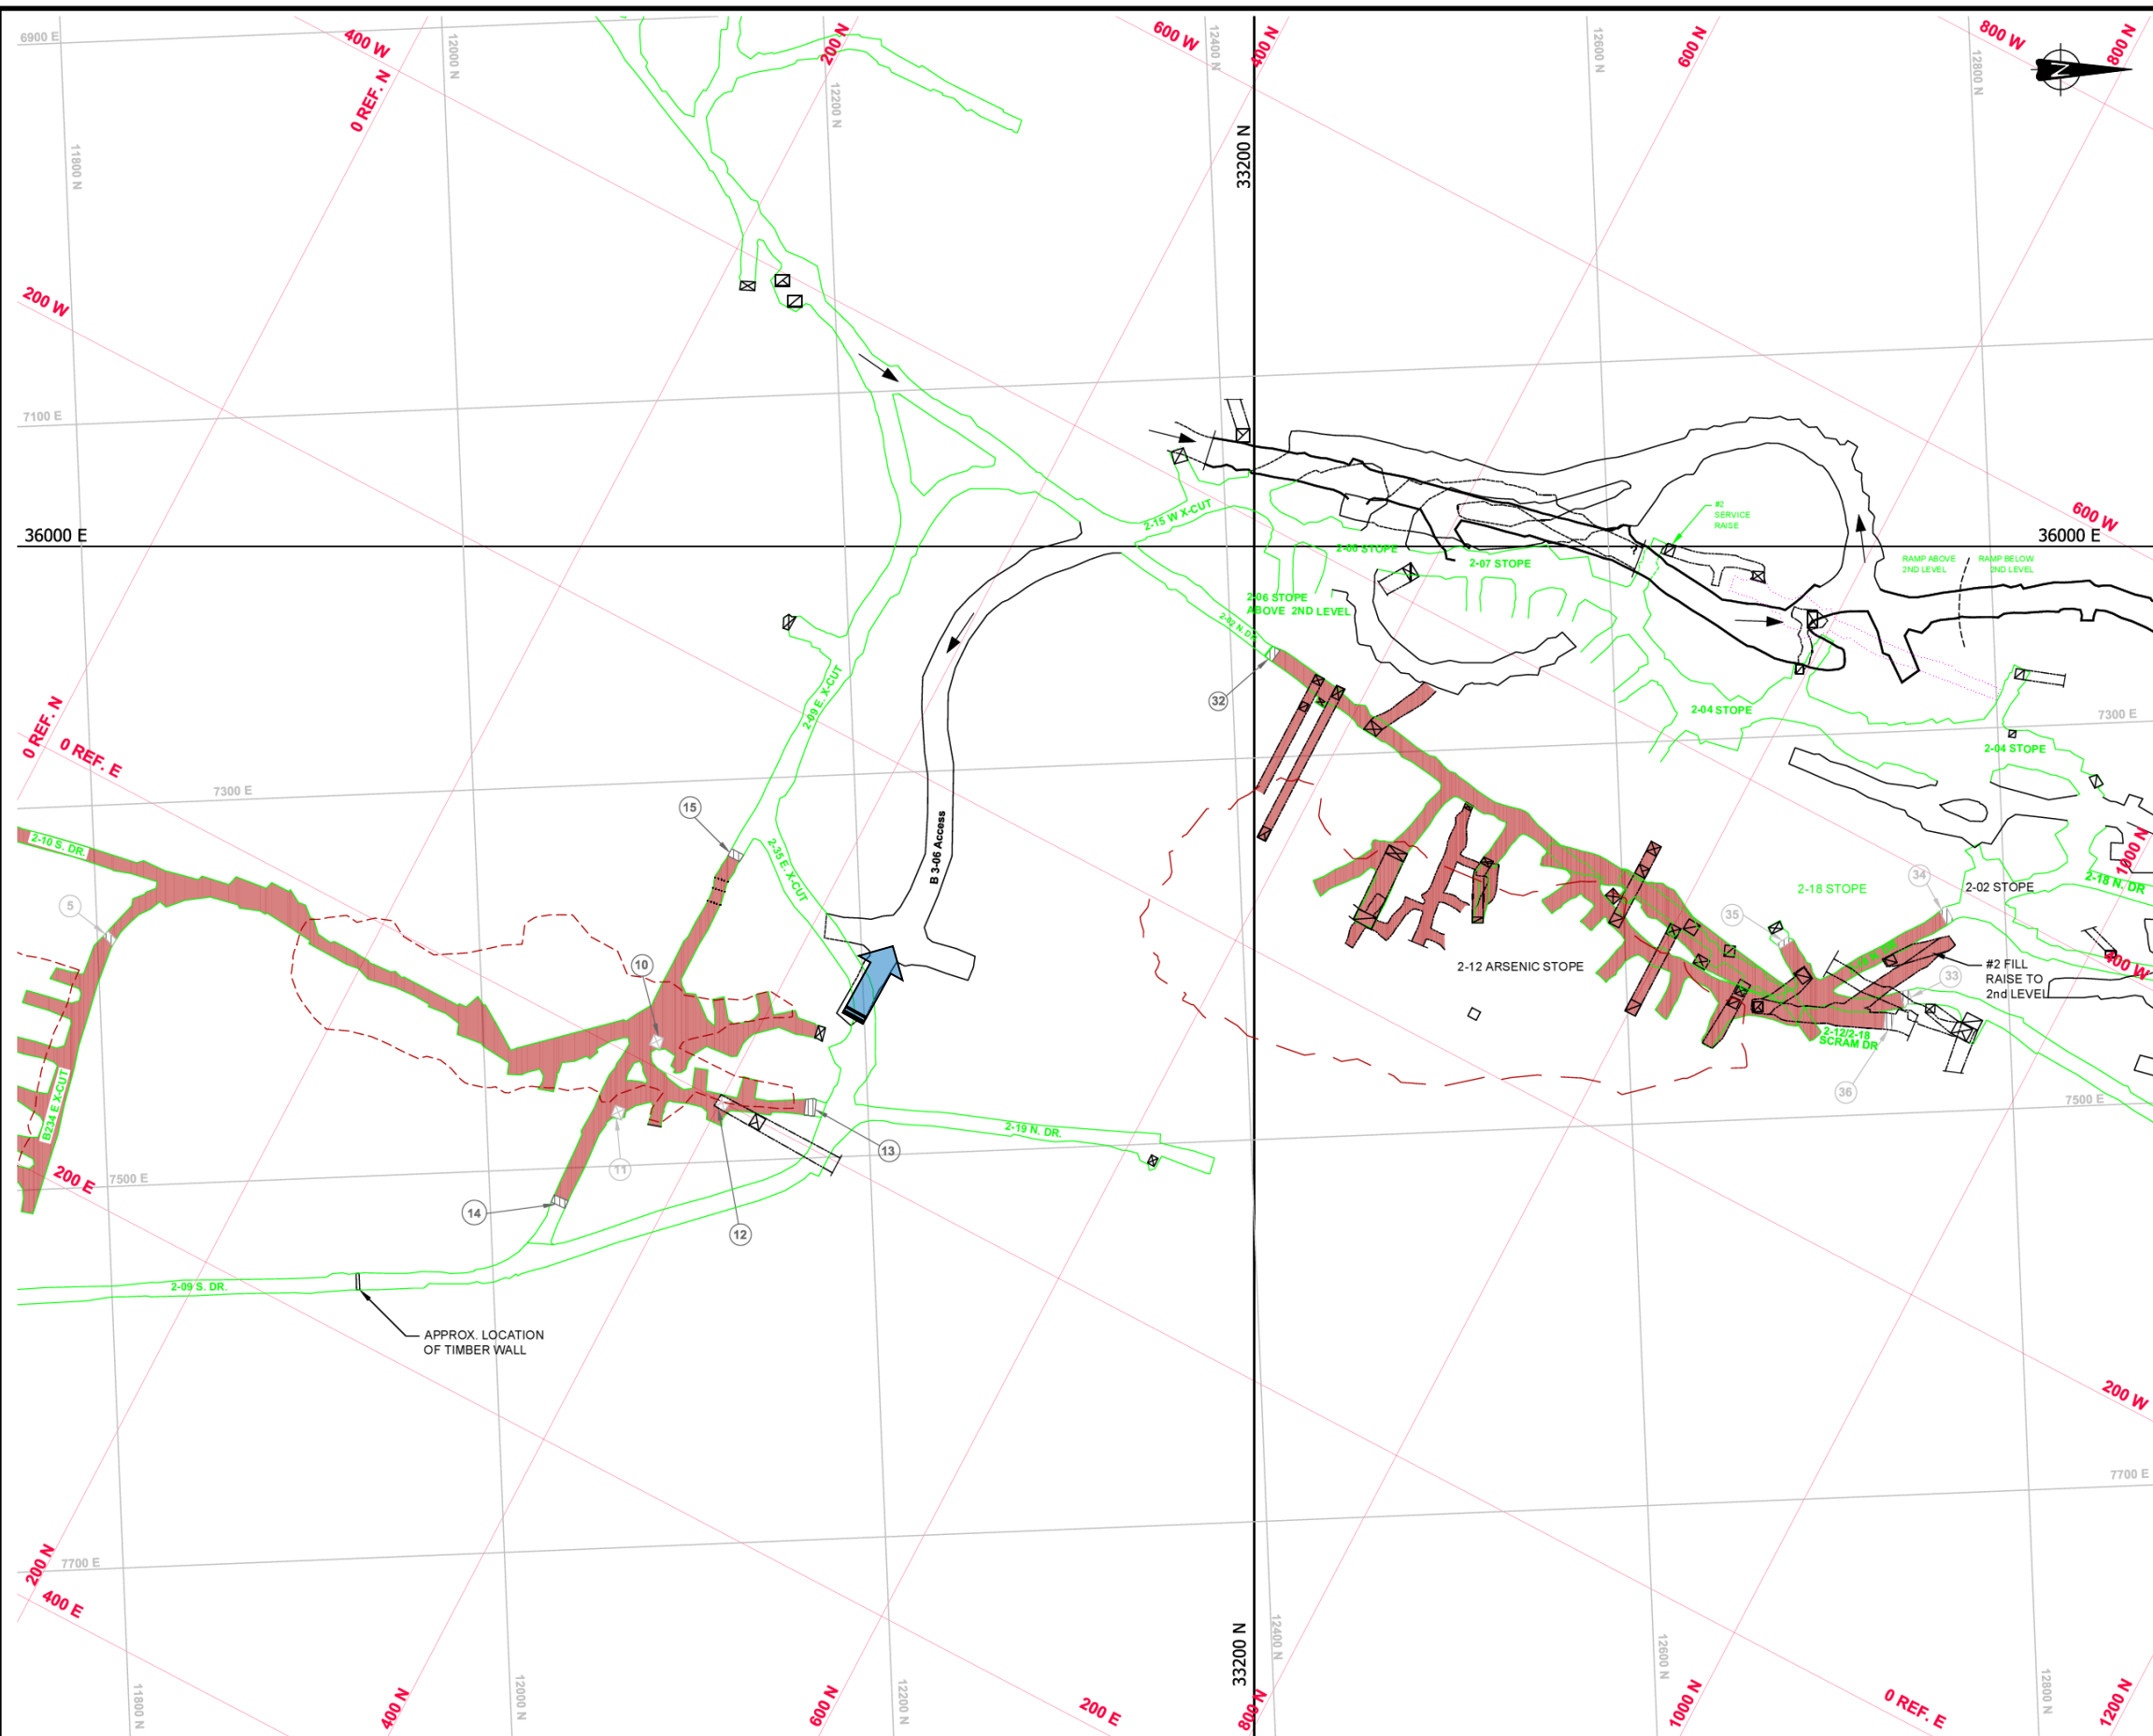 6900 E
400 W
12000 N
0 REF. N
200 N
12200 N
600 W
12400 N
400 N
12600 N
600 N
800 W
12800 N
800 N
N
11800 N
33200 N
200 W
7100 E
36000 E
2-15 W X-CUT
2-06 STOPE
2-07 STOPE
#2
SERVICE
RAISE
600 W
36000 E
RAMP ABOVE
2ND LEVEL
RAMP BELOW
2ND LEVEL
2-06 STOPE
ABOVE 2ND LEVEL
2-02 N. DR.
32
2-09 E. X-CUT
2-04 STOPE
7300 E
2-04 STOPE
0 REF. N
0 REF. E
7300 E
15
B 3-06 Access
2-10 S. DR.
2-35 E. X-CUT
5
1000 N
34
2-18 STOPE
2-02 STOPE
2-18 N. DR
35
10
2-12 ARSENIC STOPE
#2 FILL
RAISE TO
2nd LEVEL
33
400 W
2-12/2-18
SCRAM DR
36
7500 E
B234 E X-CUT
2-19 N. DR.
13
11
200 E
7500 E
14
12
2-09 S. DR.
APPROX. LOCATION
OF TIMBER WALL
200 W
7700 E
200 N
7700 E
400 E
33200 N
12400 N
12600 N
11800 N
12000 N
400 N
600 N
12200 N
200 E
800 N
1000 N
0 REF. E
12800 N
1200 N